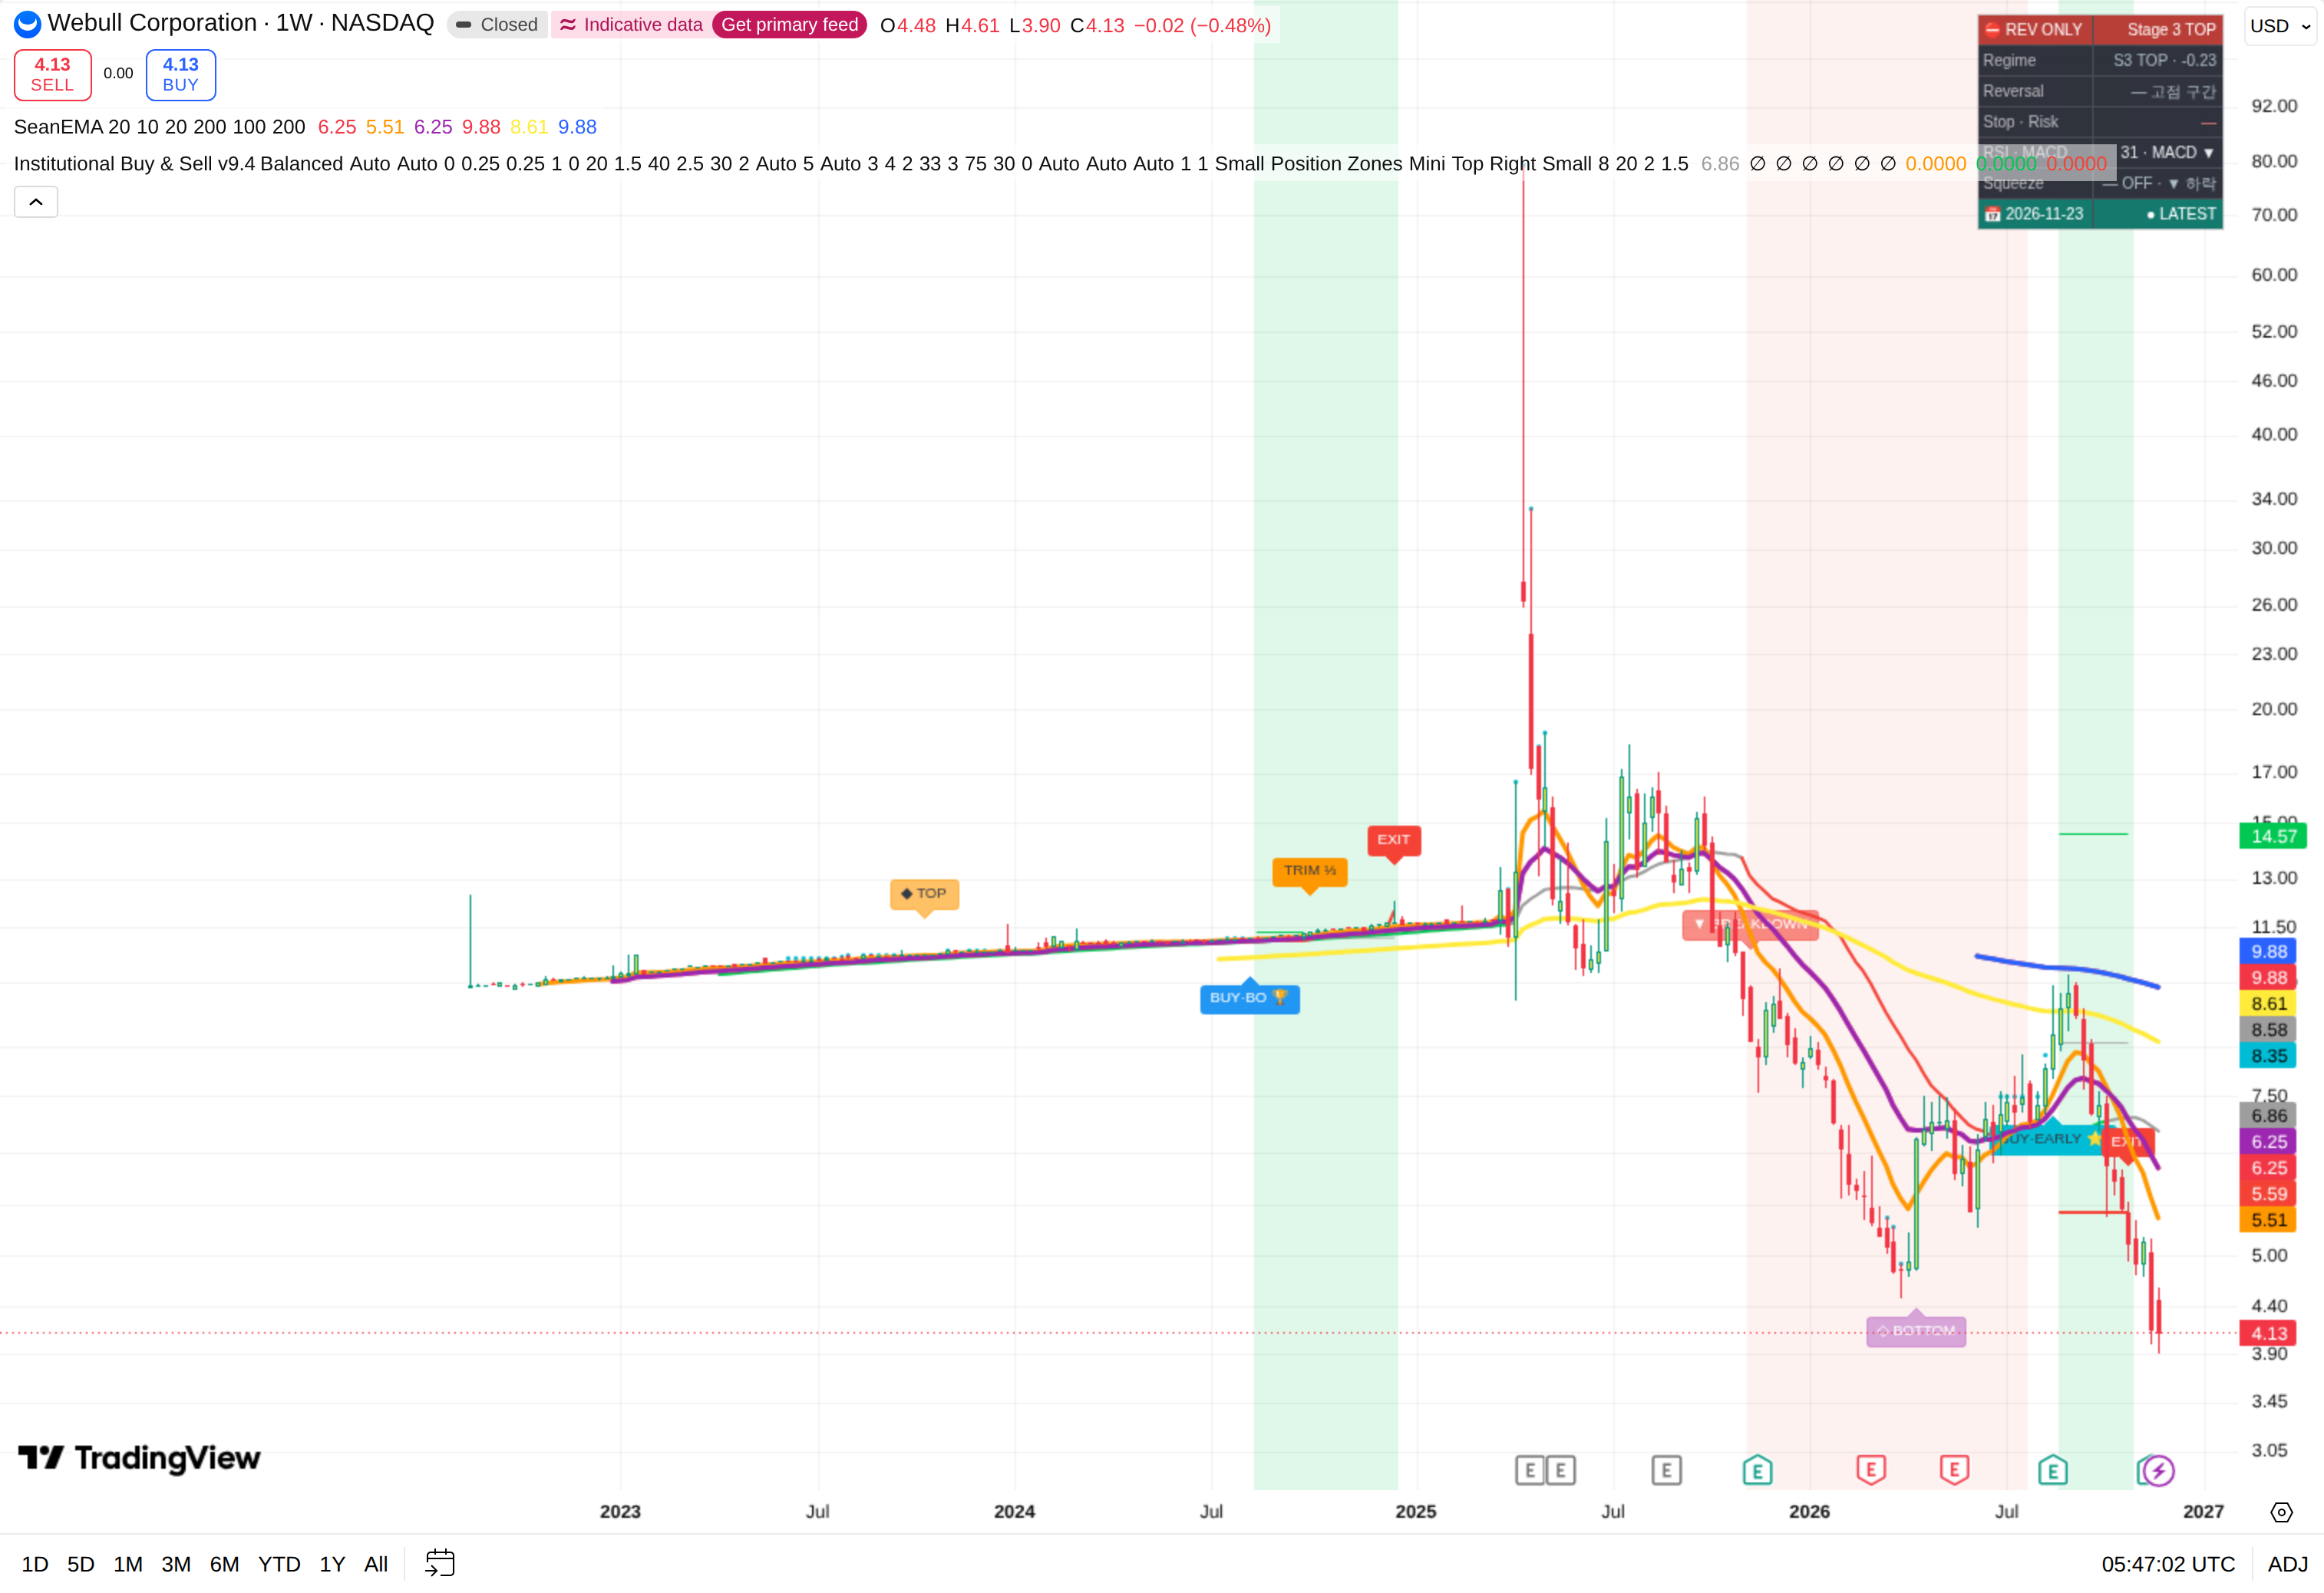 Webull Corporation · 1W · NASDAQ
Closed
Indicative data
Get primary feed
O4.48 H4.61 L3.90 C4.13 −0.02 (−0.48%)
4.13
SELL
0.00
4.13
BUY
SeanEMA 20 10 20 200 100 200 6.25 5.51 6.25 9.88 8.61 9.88
Institutional Buy & Sell v9.4 Balanced Auto Auto 0 0.25 0.25 1 0 20 1.5 40 2.5 30 2 Auto 5 Auto 3 4 2 33 3 75 30 0 Auto Auto Auto 1 1 Small Position Zones Mini Top Right Small 8 20 2 1.5 6.86 ∅ ∅ ∅ ∅ ∅ ∅ 0.0000 0.0000 0.0000
⛔ REV ONLY Stage 3 TOP
Regime S3 TOP · -0.23
Reversal — 고점 구간
Stop · Risk —
RSI · MACD 31 · MACD ▼
Squeeze — OFF · ▼ 하락
📅 2026-11-23 ● LATEST
USD
92.00
80.00
70.00
60.00
52.00
46.00
40.00
34.00
30.00
26.00
23.00
20.00
17.00
15.00
14.57
13.00
11.50
9.88
9.88
8.61
8.58
8.35
7.50
6.86
6.25
6.25
5.59
5.51
5.00
4.40
4.13
3.90
3.45
3.05
◆ TOP
TRIM ⅓
EXIT
BUY-BO 🏆
◇ BOTTOM
BUY-EARLY ⭐
EXIT
TradingView
E
E
E
E
E
E
E
2023
Jul
2024
Jul
2025
Jul
2026
Jul
2027
1D 5D 1M 3M 6M YTD 1Y All
05:47:02 UTC
ADJ